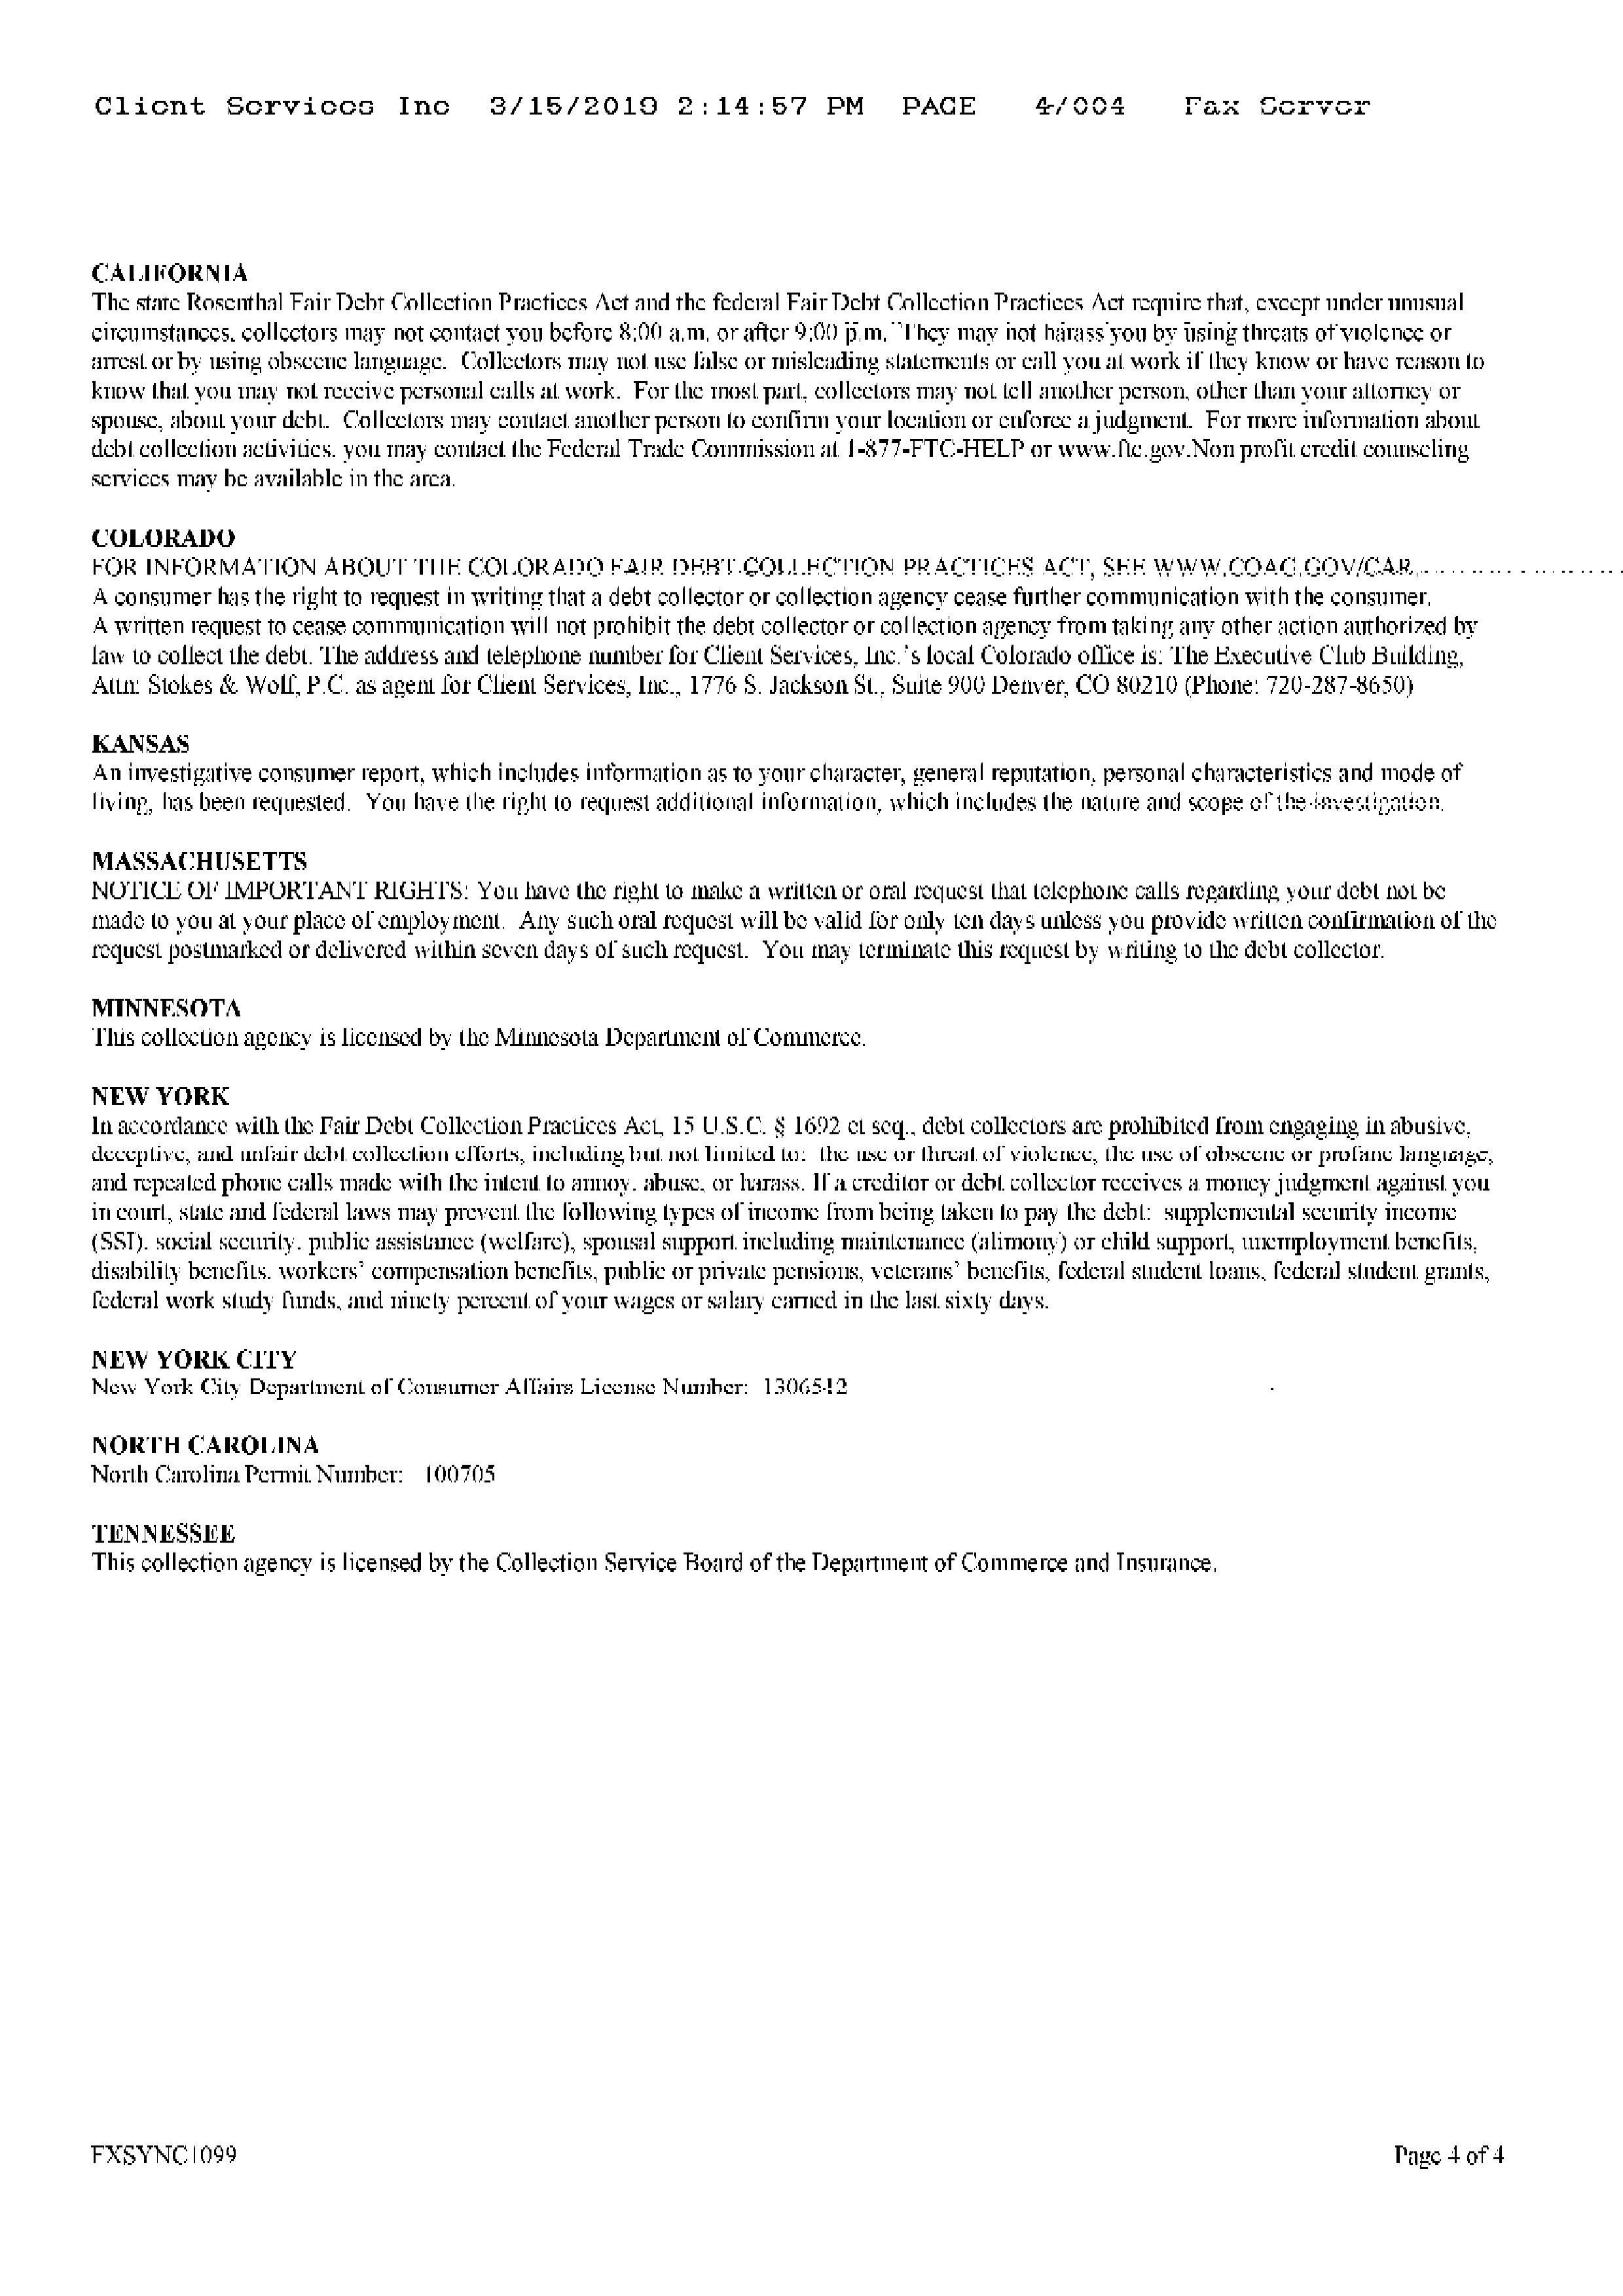 Client Services Inc 3/15/2019 2:14:57 PM PAGE 4/004 Fax Server
CALIFORNIA
The state Rosenthal Fair Debt Collection Practices Act and the federal Fair Debt Collection Practices Act require that, except under unusual
circumstances, collectors may not contact you before 8:00 a.m. or after 9:00 p.m. They may not harass you by using threats of violence or
arrest or by using obscene language. Collectors may not use false or misleading statements or call you at work if they know or have reason to
know that you may not receive personal calls at work. For the most part, collectors may not tell another person, other than your attorney or
spouse, about your debt. Collectors may contact another person to confirm your location or enforce a judgment. For more information about
debt collection activities, you may contact the Federal Trade Commission at 1-877-FTC-HELP or www.ftc.gov.Non profit credit counseling
services may be available in the area.
COLORADO
FOR INFORMATION ABOUT THE COLORADO FAIR DEBT COLLECTION PRACTICES ACT, SEE WWW.COAG.GOV/CAR.
A consumer has the right to request in writing that a debt collector or collection agency cease further communication with the consumer.
A written request to cease communication will not prohibit the debt collector or collection agency from taking any other action authorized by
law to collect the debt. The address and telephone number for Client Services, Inc.'s local Colorado office is: The Executive Club Building,
Attn: Stokes & Wolf, P.C. as agent for Client Services, Inc., 1776 S. Jackson St., Suite 900 Denver, CO 80210 (Phone: 720-287-8650)
KANSAS
An investigative consumer report, which includes information as to your character, general reputation, personal characteristics and mode of
living, has been requested. You have the right to request additional information, which includes the nature and scope of the investigation.
MASSACHUSETTS
NOTICE OF IMPORTANT RIGHTS: You have the right to make a written or oral request that telephone calls regarding your debt not be
made to you at your place of employment. Any such oral request will be valid for only ten days unless you provide written confirmation of the
request postmarked or delivered within seven days of such request. You may terminate this request by writing to the debt collector.
MINNESOTA
This collection agency is licensed by the Minnesota Department of Commerce.
NEW YORK
In accordance with the Fair Debt Collection Practices Act, 15 U.S.C. § 1692 et seq., debt collectors are prohibited from engaging in abusive,
deceptive, and unfair debt collection efforts, including but not limited to: the use or threat of violence, the use of obscene or profane language,
and repeated phone calls made with the intent to annoy, abuse, or harass. If a creditor or debt collector receives a money judgment against you
in court, state and federal laws may prevent the following types of income from being taken to pay the debt: supplemental security income
(SSI), social security, public assistance (welfare), spousal support including maintenance (alimony) or child support, unemployment benefits,
disability benefits, workers' compensation benefits, public or private pensions, veterans' benefits, federal student loans, federal student grants,
federal work study funds, and ninety percent of your wages or salary earned in the last sixty days.
NEW YORK CITY
New York City Department of Consumer Affairs License Number: 1306542
NORTH CAROLINA
North Carolina Permit Number: 100705
TENNESSEE
This collection agency is licensed by the Collection Service Board of the Department of Commerce and Insurance.
FXSYNC1099
Page 4 of 4